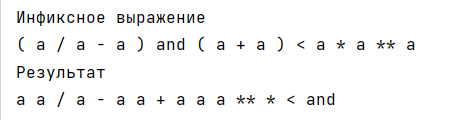 Инфиксное выражение
( a / a - a ) and ( a + a ) < a * a ** a
Результат
a a / a - a a + a a a ** * < and